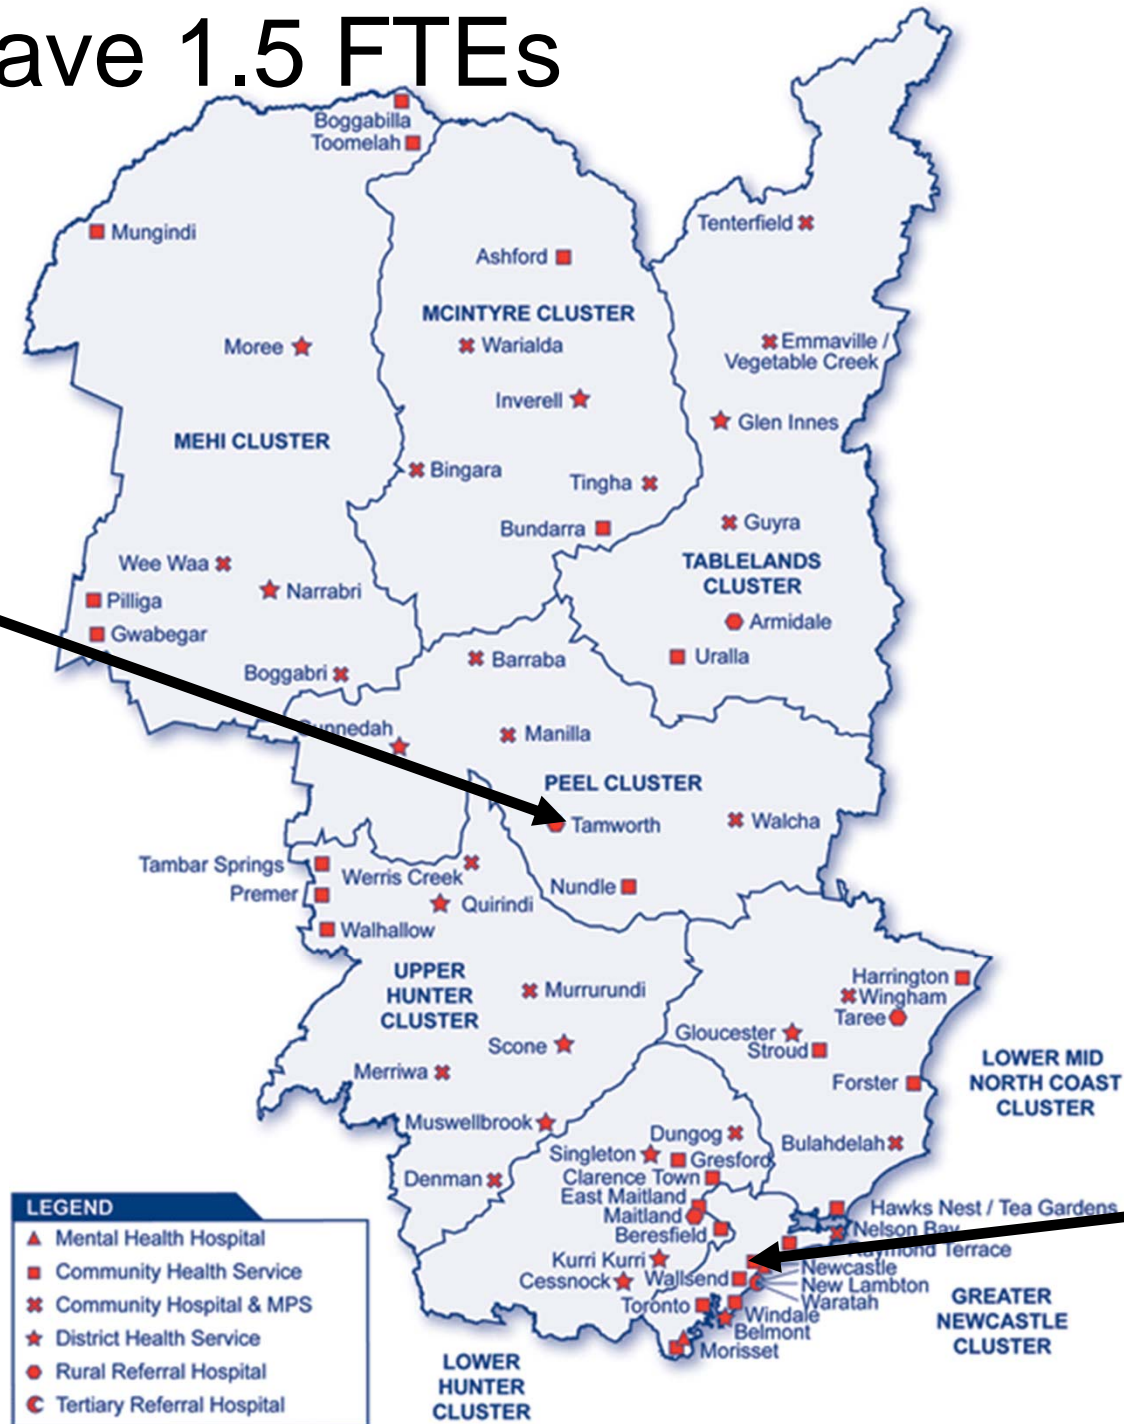 ave 1.5 FTEs
Boggabilla
Toomelah
Mungindi
Tenterfield
Ashford
MCINTYRE CLUSTER
Moree
Warialda
Emmaville /
Vegetable Creek
Inverell
Glen Innes
MEHI CLUSTER
Bingara
Tingha
Guyra
Bundarra
TABLELANDS
CLUSTER
Wee Waa
Narrabri
Pilliga
Armidale
Gwabegar
Uralla
Barraba
Boggabri
Gunnedah
Manilla
PEEL CLUSTER
Tamworth
Walcha
Tambar Springs
Werris Creek
Premer
Nundle
Quirindi
Walhallow
UPPER
HUNTER
CLUSTER
Murrurundi
Harrington
Wingham
Taree
Gloucester
Stroud
Scone
Merriwa
Forster
LOWER MID
NORTH COAST
CLUSTER
Muswellbrook
Dungog
Bulahdelah
Singleton
Gresford
Denman
Clarence Town
East Maitland
Maitland
Beresfield
Hawks Nest / Tea Gardens
Nelson Bay
Raymond Terrace
Kurri Kurri
Newcastle
Cessnock
Wallsend
New Lambton
Waratah
Toronto
Windale
Belmont
Morisset
GREATER
NEWCASTLE
CLUSTER
LOWER
HUNTER
CLUSTER
LEGEND
Mental Health Hospital
Community Health Service
Community Hospital & MPS
District Health Service
Rural Referral Hospital
Tertiary Referral Hospital